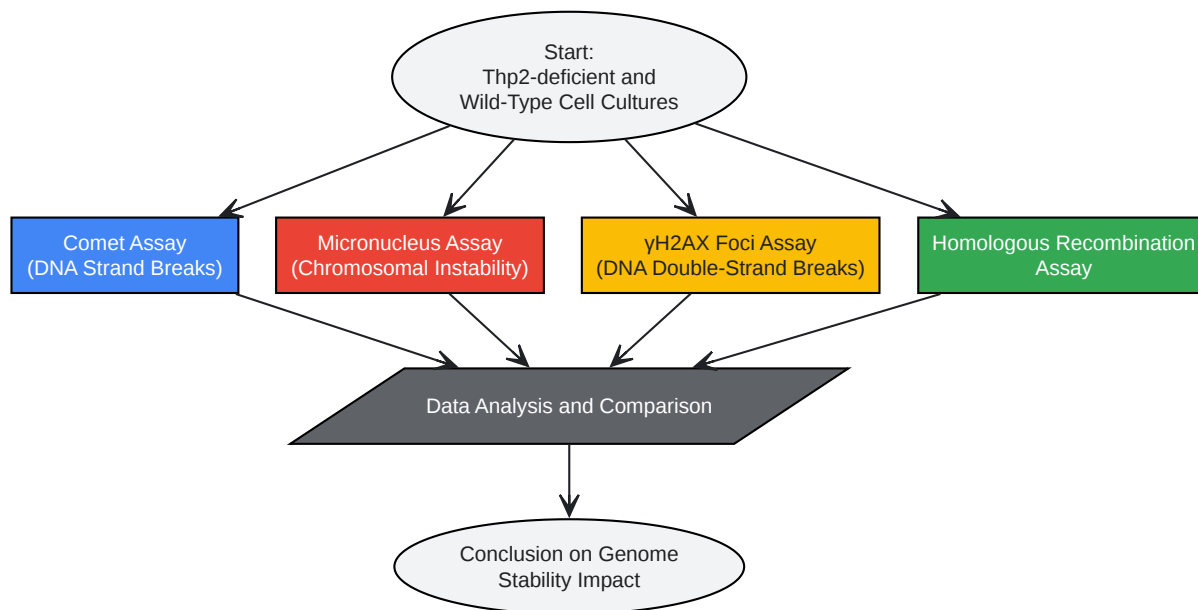 Start:
Thp2-deficient and
Wild-Type Cell Cultures
Comet Assay
(DNA Strand Breaks)
Micronucleus Assay
(Chromosomal Instability)
γH2AX Foci Assay
(DNA Double-Strand Breaks)
Homologous Recombination
Assay
Data Analysis and Comparison
Conclusion on Genome
Stability Impact